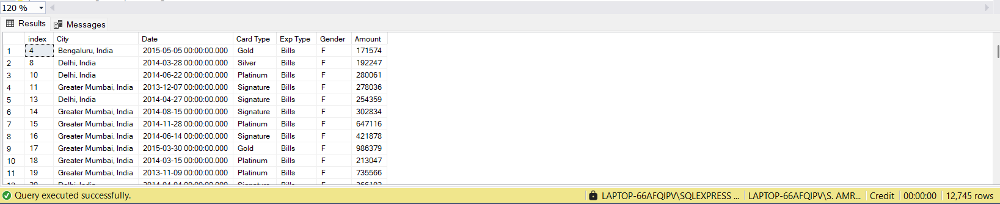 120 %
Results Messages
index City Date Card Type Exp Type Gender Amount
1 4 Bengaluru, India 2015-05-05 00:00:00.000 Gold Bills F 171574
2 8 Delhi, India 2014-03-28 00:00:00.000 Silver Bills F 192247
3 10 Delhi, India 2014-06-22 00:00:00.000 Platinum Bills F 280061
4 11 Greater Mumbai, India 2013-12-07 00:00:00.000 Signature Bills F 278036
5 13 Delhi, India 2014-04-27 00:00:00.000 Signature Bills F 254359
6 14 Greater Mumbai, India 2014-08-15 00:00:00.000 Signature Bills F 302834
7 15 Greater Mumbai, India 2014-11-28 00:00:00.000 Platinum Bills F 647116
8 16 Greater Mumbai, India 2014-06-14 00:00:00.000 Signature Bills F 421878
9 17 Greater Mumbai, India 2015-03-30 00:00:00.000 Gold Bills F 986379
10 18 Greater Mumbai, India 2014-03-15 00:00:00.000 Platinum Bills F 213047
11 19 Greater Mumbai, India 2013-11-09 00:00:00.000 Platinum Bills F 735566
Delhi, India Signature Bills F
Query executed successfully. LAPTOP-66AFQIPV\SQLEXPRESS ... LAPTOP-66AFQIPV\S. AMR... Credit 00:00:00 12,745 rows